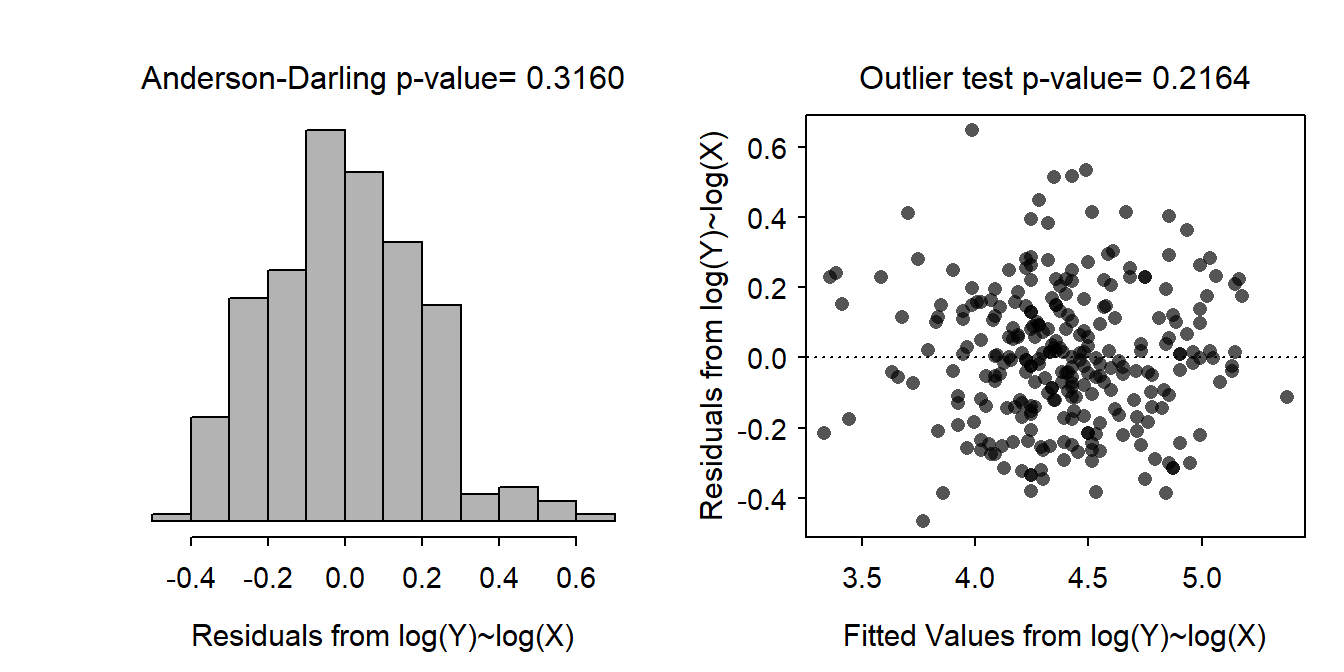 Anderson-Darling p-value= 0.3160
-0.4 -0.2 0.0 0.2 0.4 0.6
Residuals from log(Y)~log(X)
Outlier test p-value= 0.2164
Residuals from log(Y)~log(X)
0.6
0.4
0.2
0.0
-0.2
-0.4
3.5 4.0 4.5 5.0
Fitted Values from log(Y)~log(X)